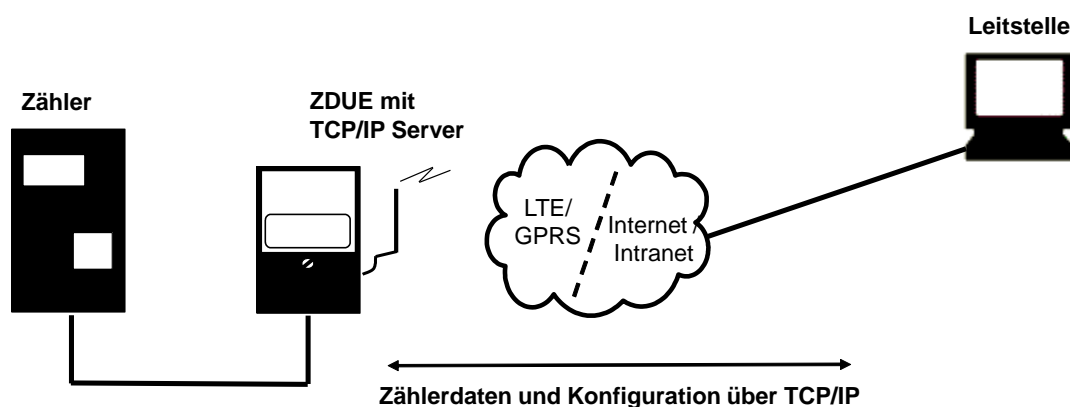 Leitstelle
Zähler
ZDUE mit
TCP/IP Server
LTE/
GPRS
Internet /
Intranet
Zählerdaten und Konfiguration über TCP/IP